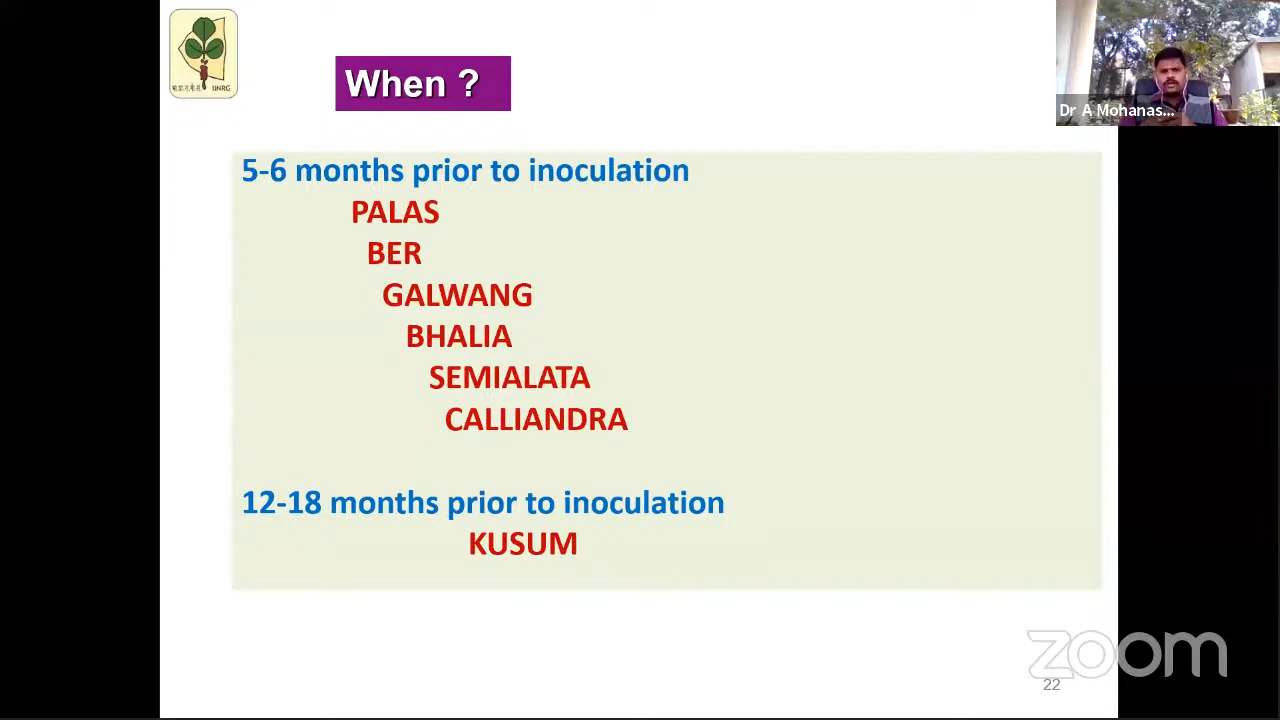 IINRG
When ?
Dr A Mohanas...
5-6 months prior to inoculation
PALAS
BER
GALWANG
BHALIA
SEMIALATA
CALLIANDRA
12-18 months prior to inoculation
KUSUM
zoom
22